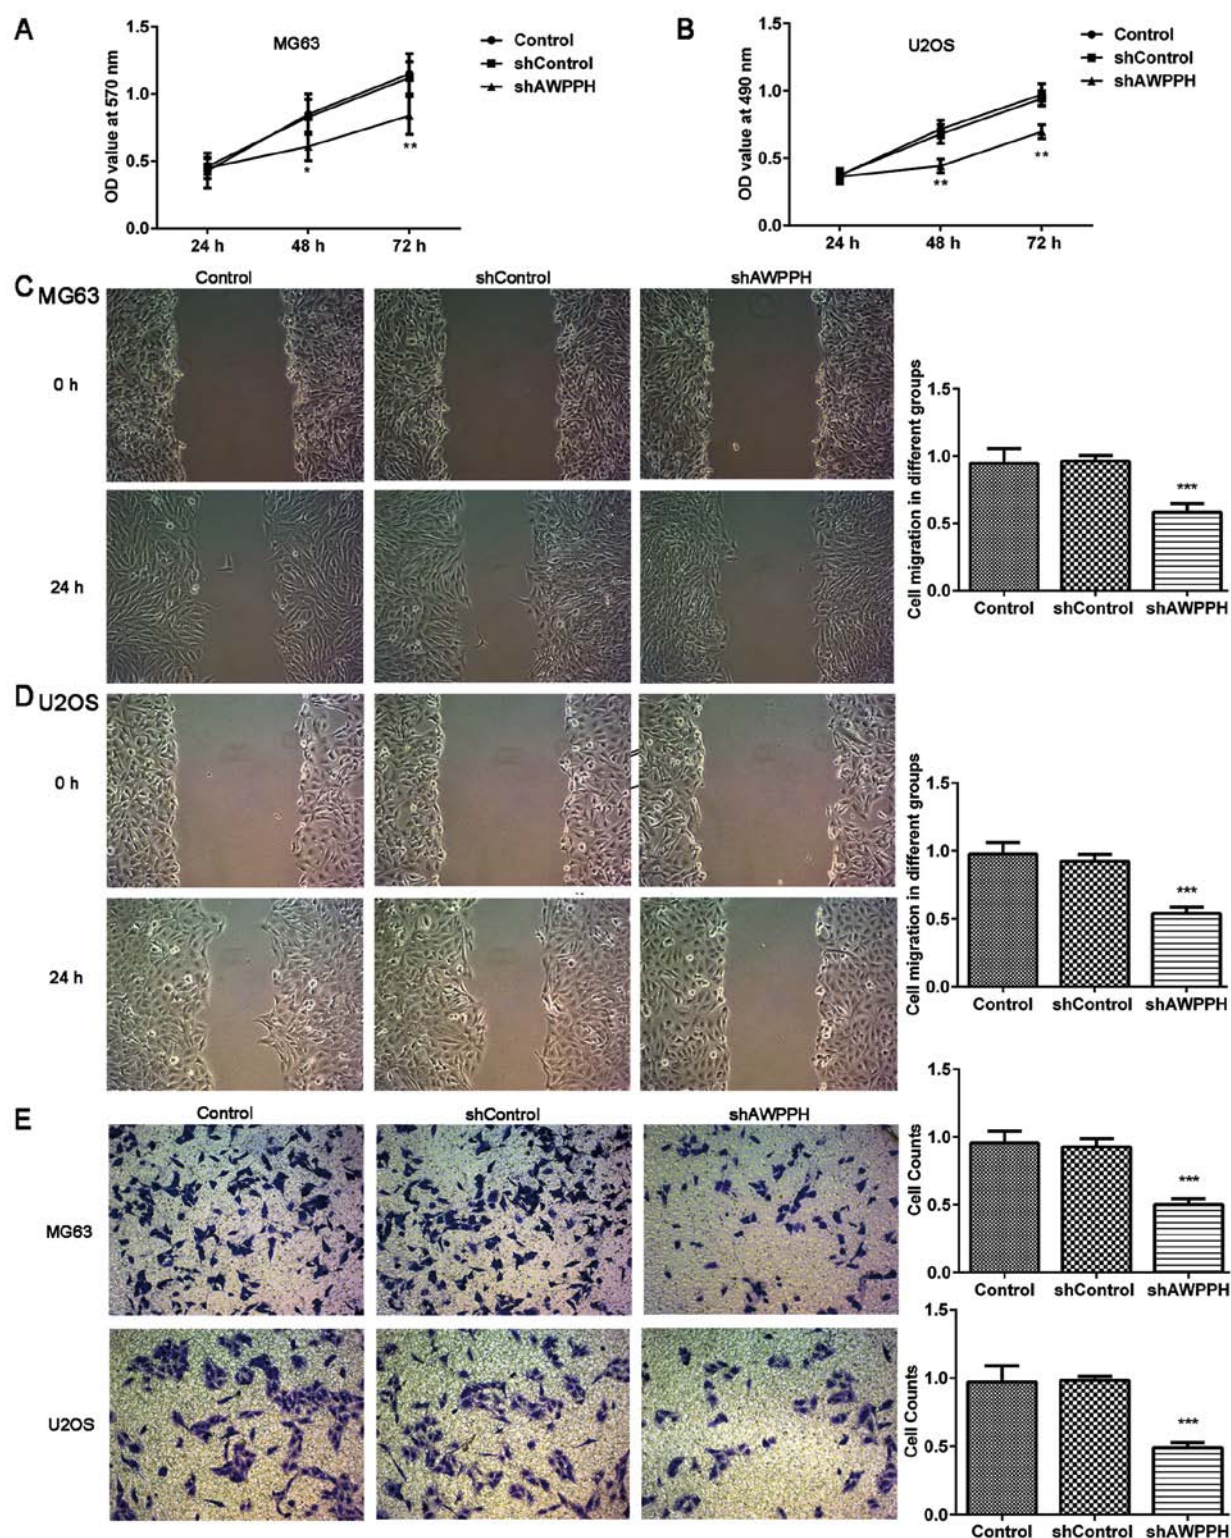 A
MG63
OD value at 570 nm
1.5
1.0
0.5
0.0
24 h
48 h
72 h
*
**
Control
shControl
shAWPPH
B
U2OS
OD value at 490 nm
1.5
1.0
0.5
0.0
24 h
48 h
72 h
**
**
Control
shControl
shAWPPH
C
MG63
Control
shControl
shAWPPH
0 h
24 h
Cell migration in different groups
1.5
1.0
0.5
0.0
***
Control
shControl
shAWPPH
D
U2OS
0 h
24 h
Cell migration in different groups
1.5
1.0
0.5
0.0
***
Control
shControl
shAWPPH
E
Control
shControl
shAWPPH
MG63
U2OS
Cell Counts
1.5
1.0
0.5
0.0
***
Control
shControl
shAWPPH
Cell Counts
1.5
1.0
0.5
0.0
***